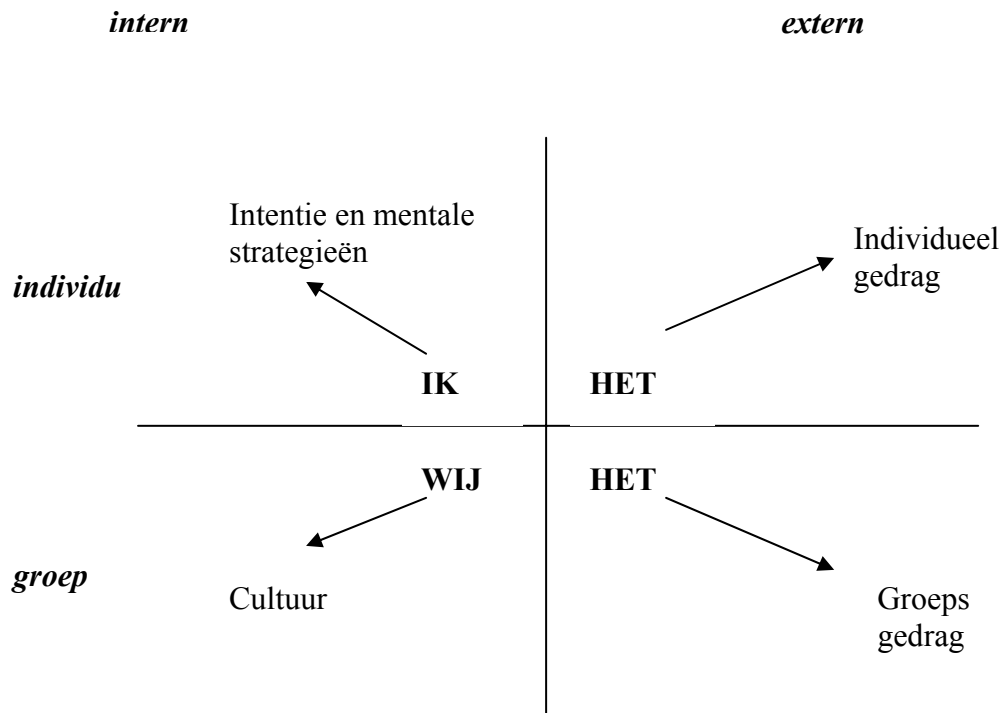 intern
extern
Intentie en mentale
strategieën
Individueel
gedrag
individu
IK
HET
WIJ
HET
groep
Cultuur
Groeps
gedrag